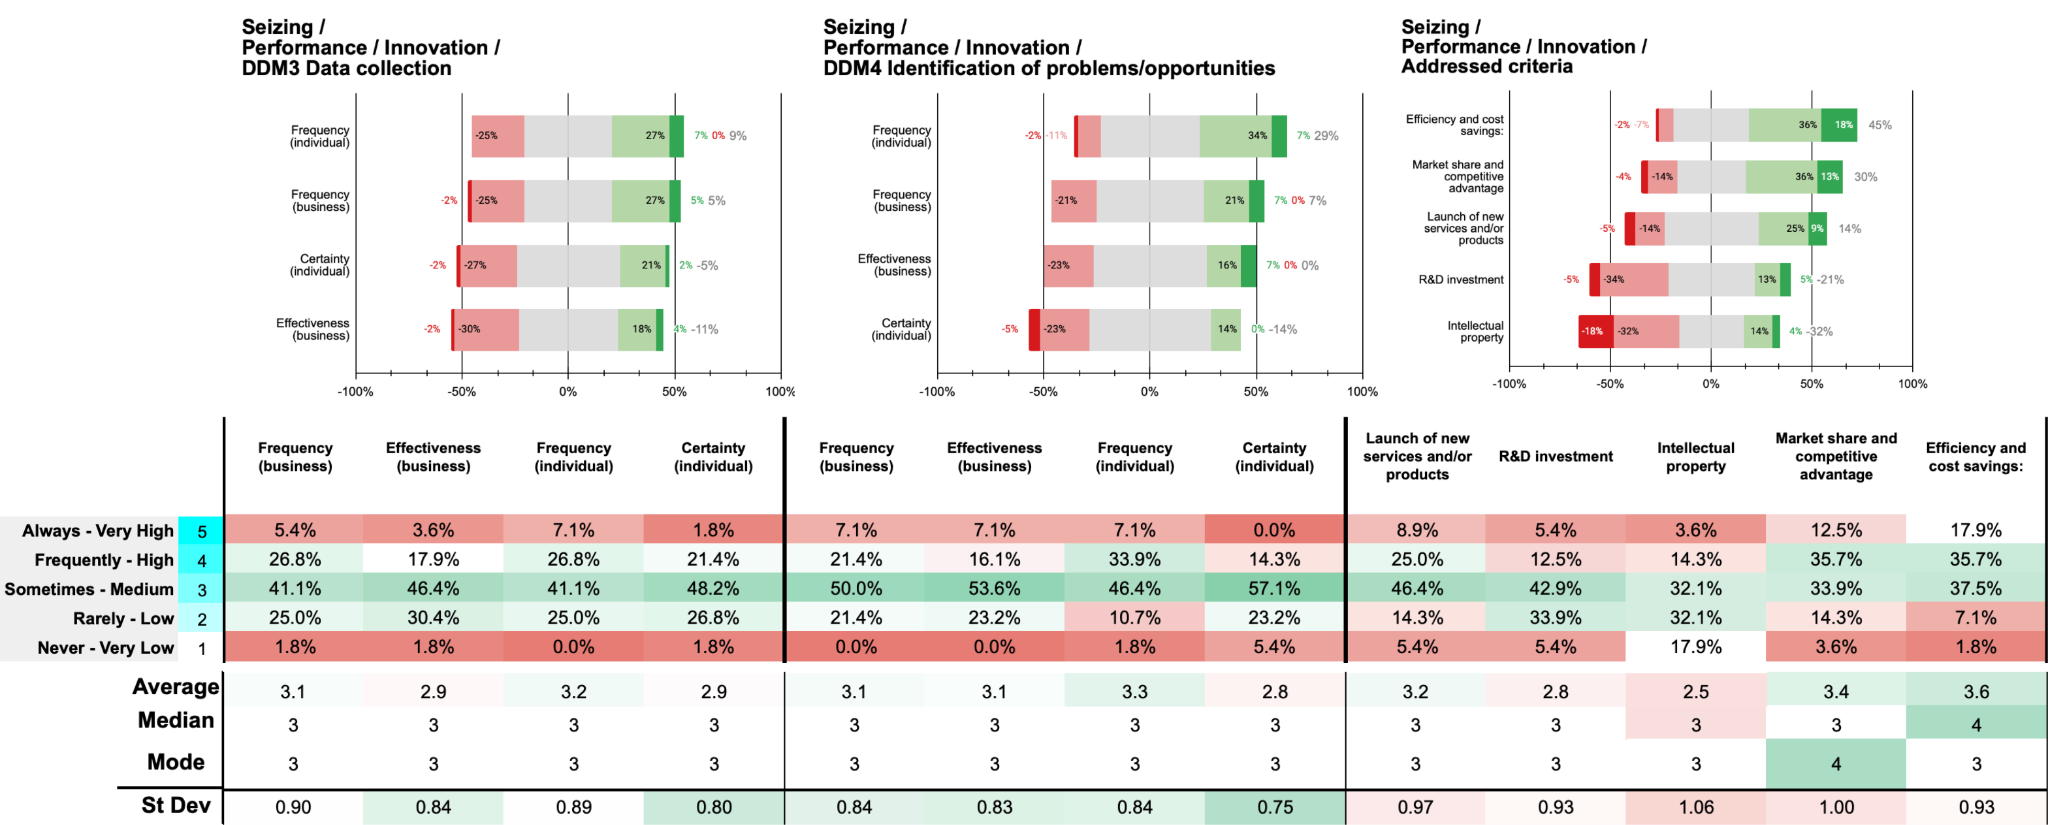 Seizing /
Performance / Innovation /
DDM3 Data collection
Frequency
(individual)
-25% 27% 7% 0% 9%
Frequency
(business)
-2% -25% 27% 5% 5%
Certainty
(individual)
-2% -27% 21% 2% -5%
Effectiveness
(business)
-2% -30% 18% 4% -11%
-100% -50% 0% 50% 100%
Seizing /
Performance / Innovation /
DDM4 Identification of problems/opportunities
Frequency
(individual)
-2% -11% 34% 7% 29%
Frequency
(business)
-21% 21% 7% 0% 7%
Effectiveness
(business)
-23% 16% 7% 0% 0%
Certainty
(individual)
-5% -23% 14% 0% -14%
-100% -50% 0% 50% 100%
Seizing /
Performance / Innovation /
Addressed criteria
Efficiency and cost
savings:
-2% -7% 36% 18% 45%
Market share and
competitive
advantage
-4% -14% 36% 13% 30%
Launch of new
services and/or
products
-5% -14% 25% 9% 14%
R&D investment
-5% -34% 13% 5% -21%
Intellectual
property
-18% -32% 14% 4% -32%
-100% -50% 0% 50% 100%
Frequency
(business)
Effectiveness
(business)
Frequency
(individual)
Certainty
(individual)
Frequency
(business)
Effectiveness
(business)
Frequency
(individual)
Certainty
(individual)
Launch of new
services and/or
products
R&D investment
Intellectual
property
Market share and
competitive
advantage
Efficiency and
cost savings:
Always - Very High 5 5.4% 3.6% 7.1% 1.8% 7.1% 7.1% 7.1% 0.0% 8.9% 5.4% 3.6% 12.5% 17.9%
Frequently - High 4 26.8% 17.9% 26.8% 21.4% 21.4% 16.1% 33.9% 14.3% 25.0% 12.5% 14.3% 35.7% 35.7%
Sometimes - Medium 3 41.1% 46.4% 41.1% 48.2% 50.0% 53.6% 46.4% 57.1% 46.4% 42.9% 32.1% 33.9% 37.5%
Rarely - Low 2 25.0% 30.4% 25.0% 26.8% 21.4% 23.2% 10.7% 23.2% 14.3% 33.9% 32.1% 14.3% 7.1%
Never - Very Low 1 1.8% 1.8% 0.0% 1.8% 0.0% 0.0% 1.8% 5.4% 5.4% 5.4% 17.9% 3.6% 1.8%
Average 3.1 2.9 3.2 2.9 3.1 3.1 3.3 2.8 3.2 2.8 2.5 3.4 3.6
Median 3 3 3 3 3 3 3 3 3 3 3 3 4
Mode 3 3 3 3 3 3 3 3 3 3 3 4 3
St Dev 0.90 0.84 0.89 0.80 0.84 0.83 0.84 0.75 0.97 0.93 1.06 1.00 0.93